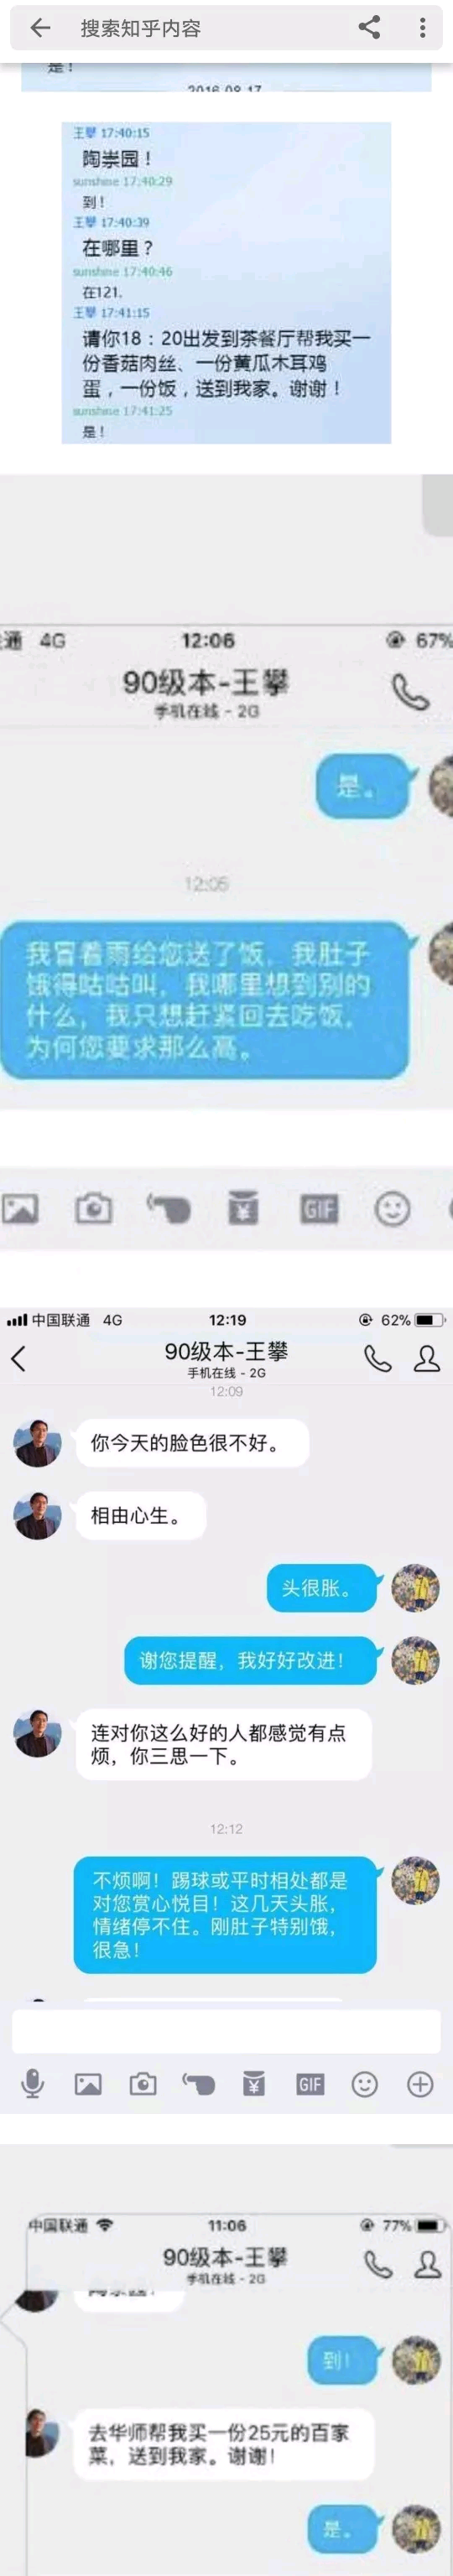 搜索知乎内容
是！
2016-08-17
王攀 17:40:15
陶崇园！
sunshine 17:40:29
到！
王攀 17:40:39
在哪里？
sunshine 17:40:46
在121.
王攀 17:41:15
请你18：20出发到茶餐厅帮我买一
份香菇肉丝、一份黄瓜木耳鸡
蛋，一份饭，送到我家。谢谢！
sunshine 17:41:25
是！
通 4G 12:06 67%
90级本-王攀
手机在线 - 2G
是。
12:05
我冒着雨给您送了饭，我肚子
饿得咕咕叫，我哪里想到别的
什么，我只想赶紧回去吃饭，
为何您要求那么高。
GIF
中国联通 4G 12:19 62%
90级本-王攀
手机在线 - 2G
12:09
你今天的脸色很不好。
相由心生。
头很胀。
谢您提醒，我好好改进！
连对你这么好的人都感觉有点
烦，你三思一下。
12:12
不烦啊！踢球或平时相处都是
对您赏心悦目！这几天头胀，
情绪停不住。刚肚子特别饿，
很急！
GIF
中国联通 11:06 77%
90级本-王攀
手机在线 - 2G
到！
去华师帮我买一份25元的百家
菜，送到我家。谢谢！
是。